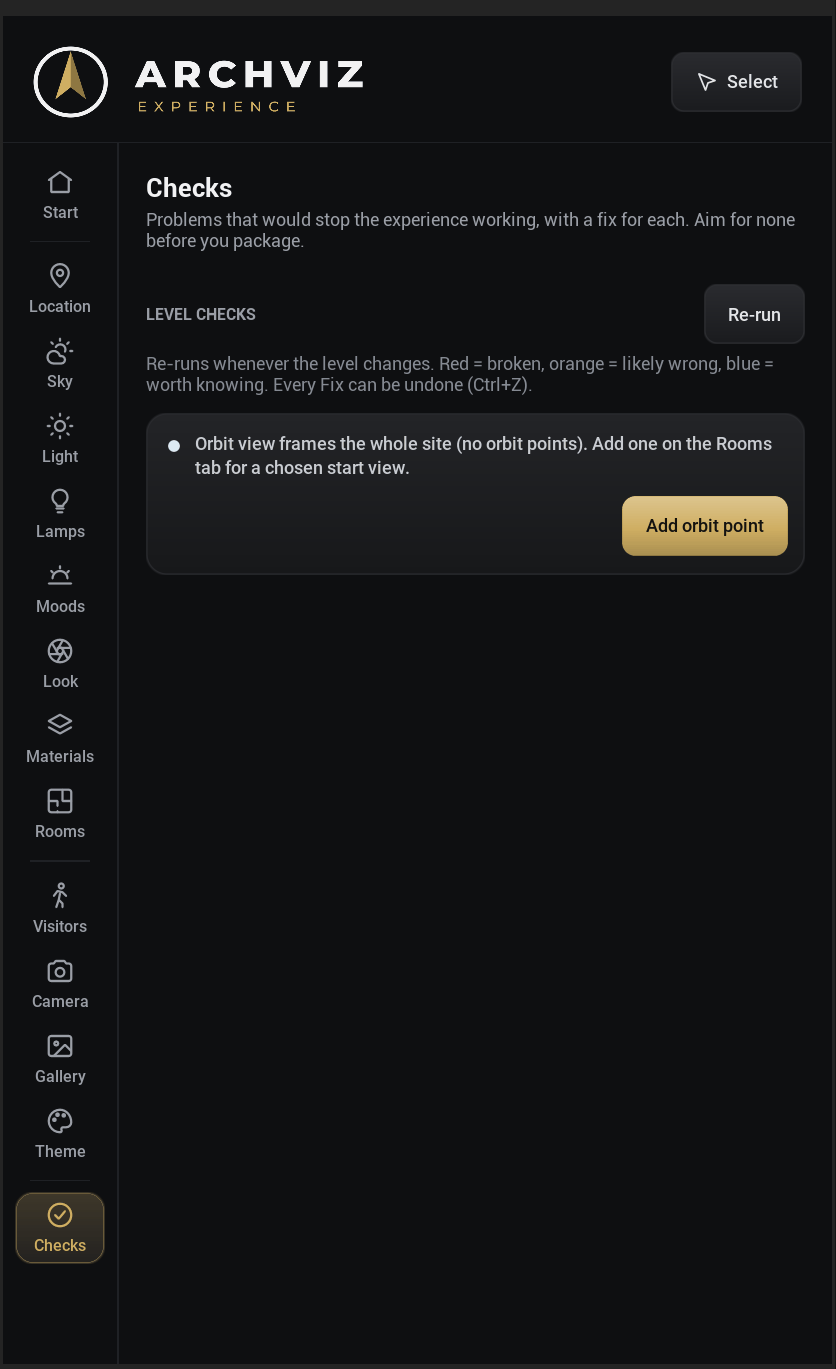 ARCHVIZ
EXPERIENCE
Select
Start
Location
Sky
Light
Lamps
Moods
Look
Materials
Rooms
Visitors
Camera
Gallery
Theme
Checks
Checks
Problems that would stop the experience working, with a fix for each. Aim for none
before you package.
LEVEL CHECKS
Re-run
Re-runs whenever the level changes. Red = broken, orange = likely wrong, blue =
worth knowing. Every Fix can be undone (Ctrl+Z).
Orbit view frames the whole site (no orbit points). Add one on the Rooms
tab for a chosen start view.
Add orbit point